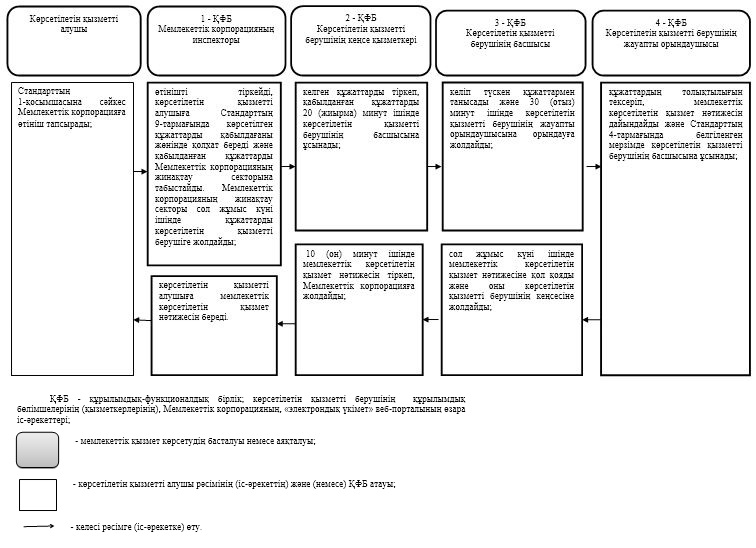 Көрсетілетін қызметті
алушы
1 - ҚФБ
Мемлекеттік корпорацияның
инспекторы
2 - ҚФБ
Көрсетілетін қызметті
берушінің кеңсе қызметкері
3 - ҚФБ
Көрсетілетін қызметті
берушінің басшысы
4 - ҚФБ
Көрсетілетін қызметті берушінің
жауапты орындаушысы
Стандарттың
1-қосымшасына сәйкес
Мемлекеттік корпорацияға
өтініш тапсырады;
өтінішті тіркейді,
көрсетілетін қызметті
алушыға Стандарттың
9-тармағында көрсетілген
құжаттарды қабылдағаны
жөнінде қолхат береді және
қабылданған құжаттарды
Мемлекеттік корпорацияның
жинақтау секторына
табыстайды. Мемлекеттік
корпорацияның жинақтау
секторы сол жұмыс күні
ішінде құжаттарды
көрсетілетін қызметті
берушіге жолдайды;
келген құжаттарды тіркеп,
қабылданған құжаттарды
20 (жиырма) минут ішінде
көрсетілетін қызметті
берушінің басшысына
ұсынады;
келіп түскен құжаттармен
танысады және 30 (отыз)
минут ішінде көрсетілетін
қызметті берушінің жауапты
орындаушысына орындауға
жолдайды;
құжаттардың толықтылығын
тексеріп, мемлекеттік
көрсетілетін қызмет нәтижесін
дайындайды және Стандарттың
4-тармағында белгіленген
мерзімде көрсетілетін қызметті
берушінің басшысына ұсынады;
көрсетілетін қызметті
алушыға мемлекеттік
көрсетілетін қызмет
нәтижесін береді.
10 (он) минут ішінде
мемлекеттік көрсетілетін
қызмет нәтижесін тіркеп,
Мемлекеттік корпорацияға
жолдайды;
сол жұмыс күні ішінде
мемлекеттік көрсетілетін
қызмет нәтижесіне қол қояды
және оны көрсетілетін
қызметті берушінің кеңсесіне
жолдайды;
ҚФБ - құрылымдық-функционалдық бірлік; көрсетілетін қызметті берушінің құрылымдық
бөлімшелерінің (қызметкерлерінің), Мемлекеттік корпорацияның, «электрондық үкімет» веб-порталының өзара
іс-әрекеттері;
- мемлекеттік қызмет көрсетудің басталуы немесе аяқталуы;
- көрсетілетін қызметті алушы рәсімінің (іс-әрекеттің) және (немесе) ҚФБ атауы;
- келесі рәсімге (іс-әрекетке) өту.